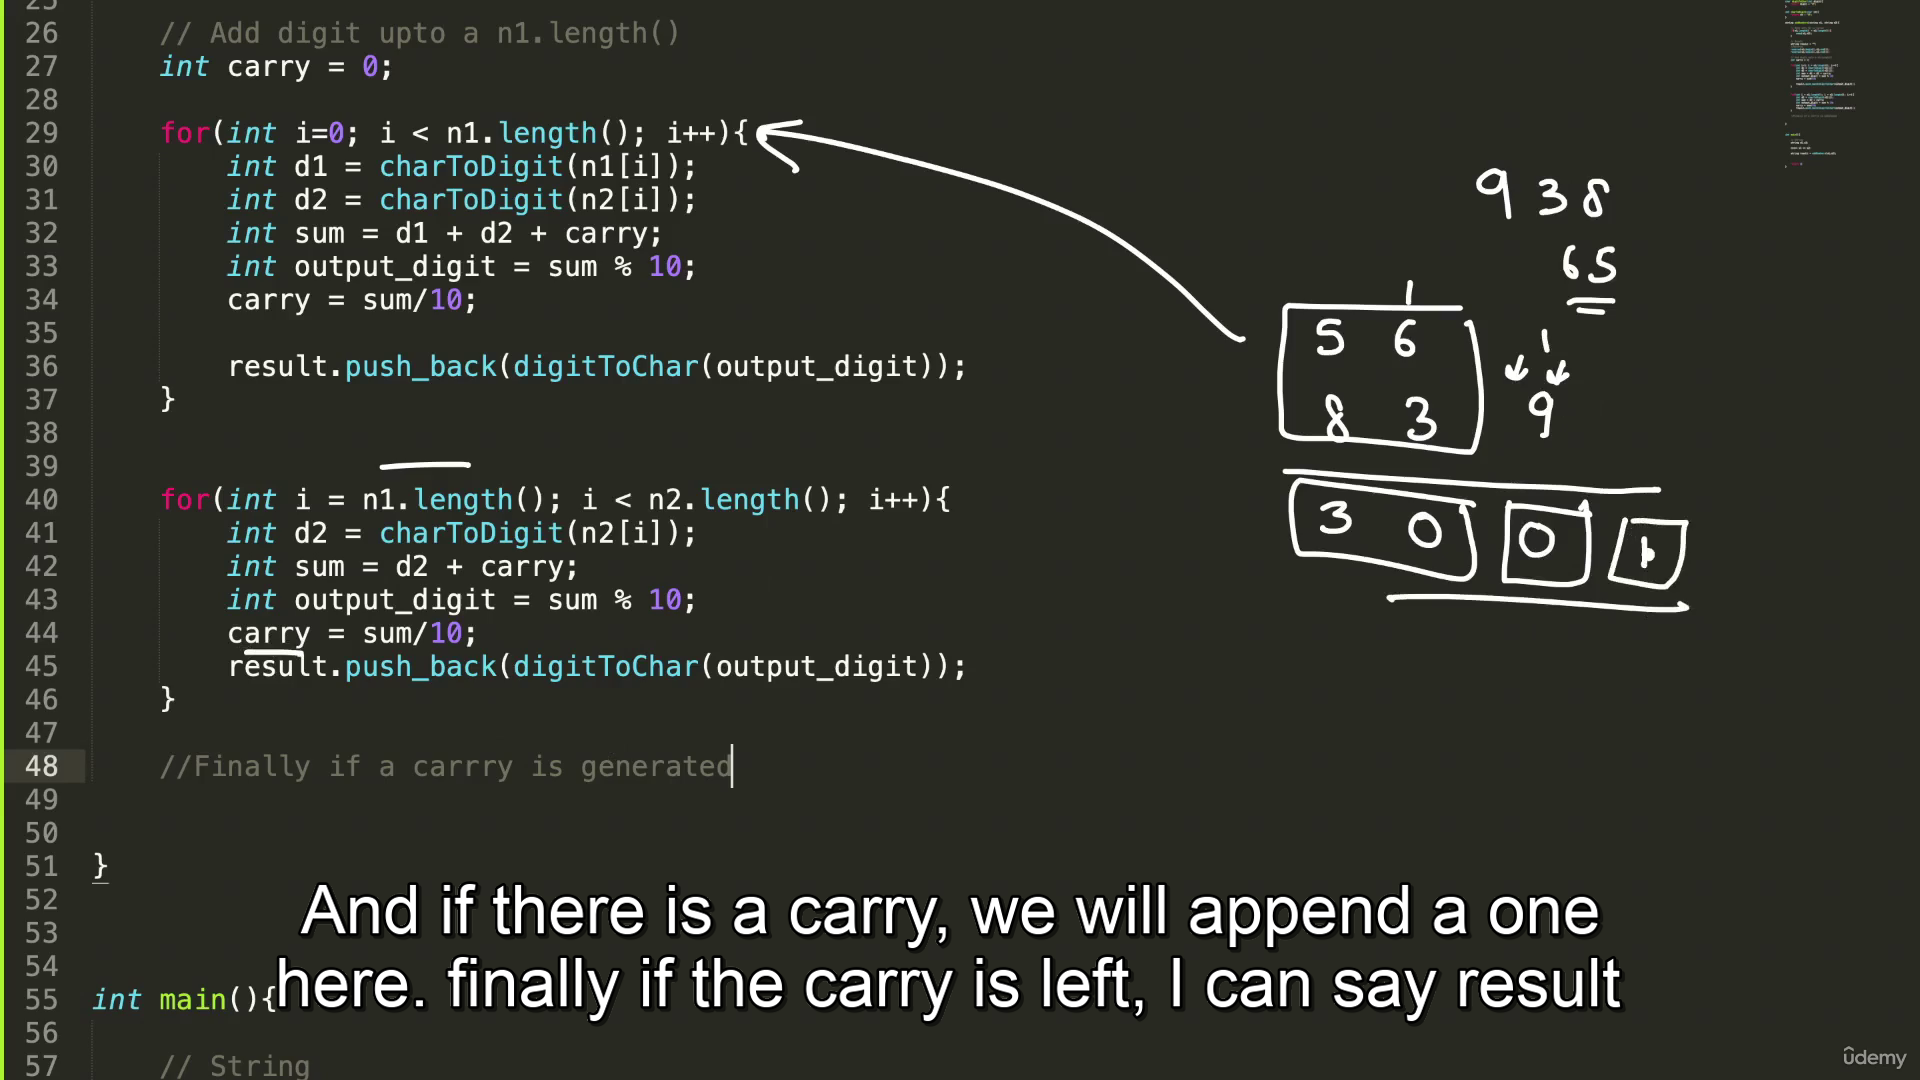 25
26 // Add digit upto a n1.length()
27 int carry = 0;
28
29 for(int i=0; i < n1.length(); i++){
30 int d1 = charToDigit(n1[i]);
31 int d2 = charToDigit(n2[i]);
32 int sum = d1 + d2 + carry;
33 int output_digit = sum % 10;
34 carry = sum/10;
35
36 result.push_back(digitToChar(output_digit));
37 }
38
39
40 for(int i = n1.length(); i < n2.length(); i++){
41 int d2 = charToDigit(n2[i]);
42 int sum = d2 + carry;
43 int output_digit = sum % 10;
44 carry = sum/10;
45 result.push_back(digitToChar(output_digit));
46 }
47
48 //Finally if a carrry is generated
49
50
51 }
52
53
54
55 int main(){
56
57 // String
9 3 8
65
1
5 6 1
8 3 9
3 0 0 1
And if there is a carry, we will append a one
here. finally if the carry is left, I can say result
ûdemy